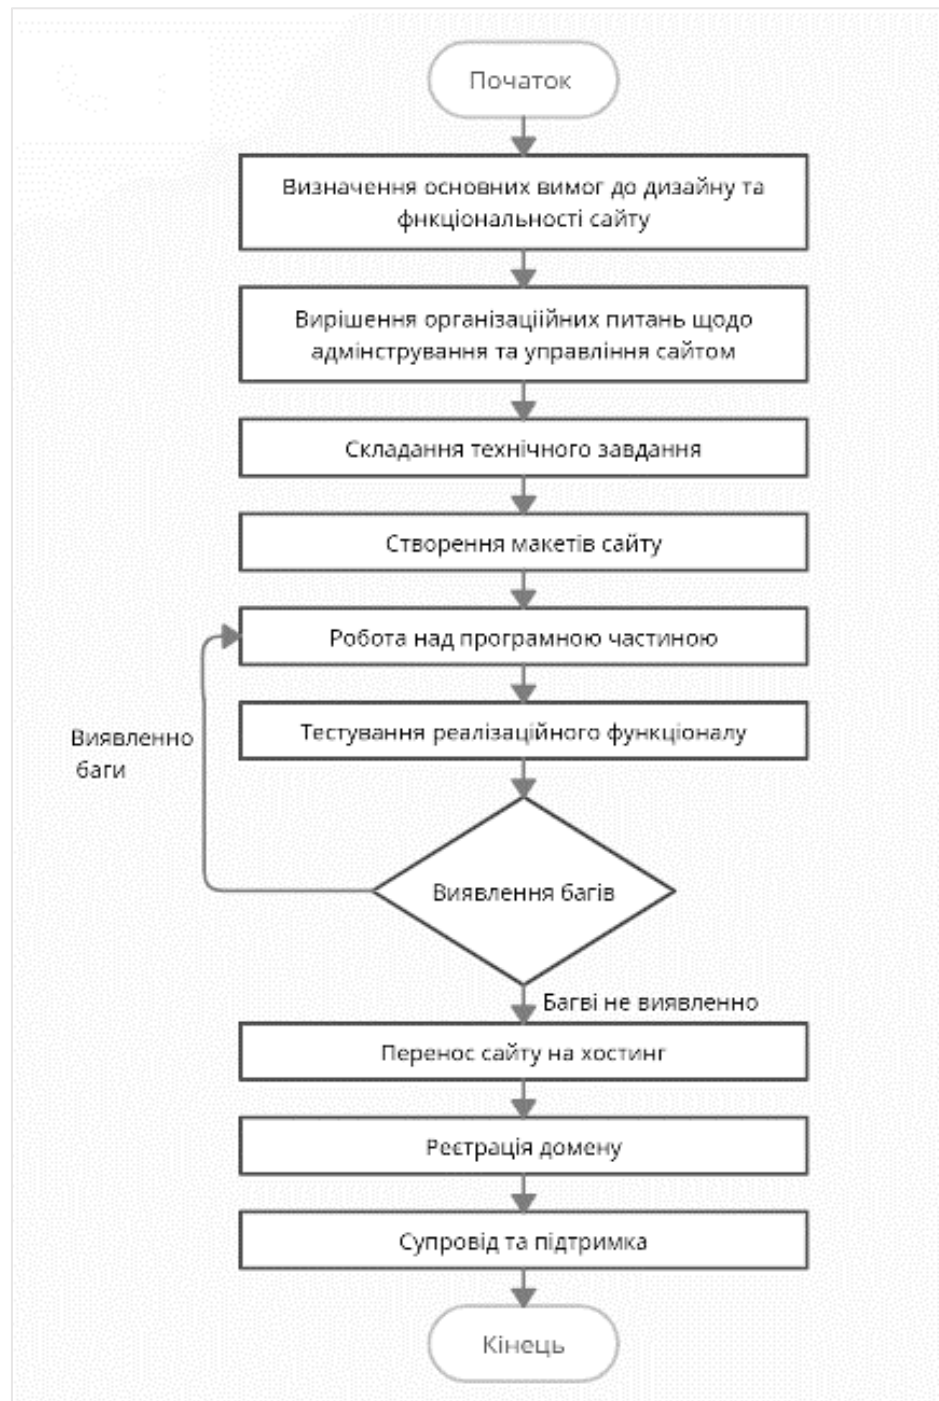 Початок
Визначення основних вимог до дизайну та
фнкціональності сайту
Вирішення організаціійних питань щодо
адмінстрування та управління сайтом
Складання технічного завдання
Створення макетів сайту
Робота над програмною частиною
Тестування реалізаційного функціоналу
Виявленно
баги
Виявлення багів
Багві не виявленно
Перенос сайту на хостинг
Реєтрація домену
Супровід та підтримка
Кінець